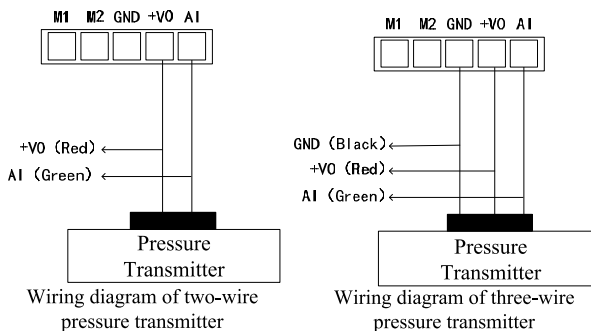 M1 M2 GND +VO AI
+VO (Red)
AI (Green)
Pressure
Transmitter
Wiring diagram of two-wire
pressure transmitter
M1 M2 GND +VO AI
GND (Black)
+VO (Red)
AI (Green)
Pressure
Transmitter
Wiring diagram of three-wire
pressure transmitter